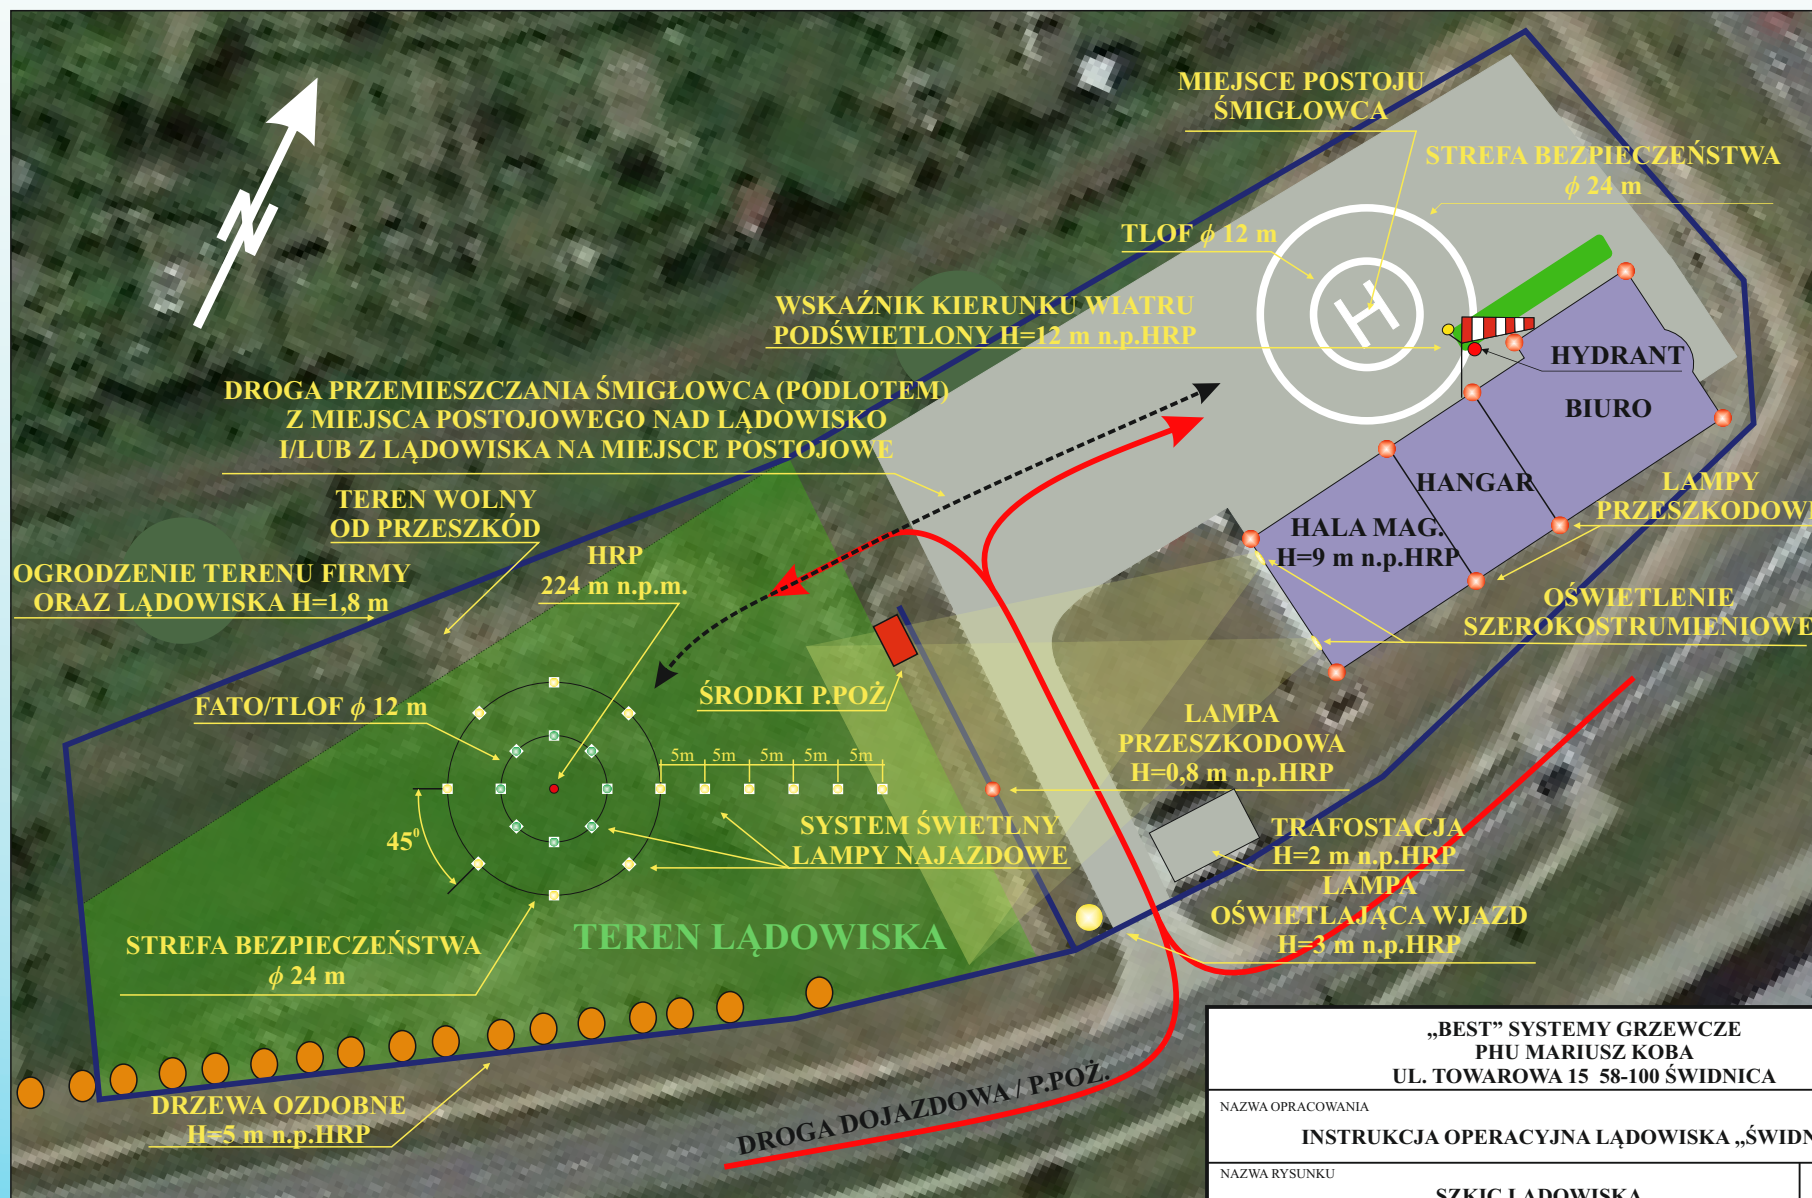 MIEJSCE POSTOJU
ŚMIGŁOWCA
STREFA BEZPIECZEŃSTWA
ϕ 24 m
TLOF ϕ 12 m
WSKAŹNIK KIERUNKU WIATRU
PODŚWIETLONY H=12 m n.p.HRP
H
HYDRANT
BIURO
DROGA PRZEMIESZCZANIA ŚMIGŁOWCA (PODLOTEM)
Z MIEJSCA POSTOJOWEGO NAD LĄDOWISKO
I/LUB Z LĄDOWISKA NA MIEJSCE POSTOJOWE
HANGAR
LAMPY
PRZESZKODOWE
TEREN WOLNY
OD PRZESZKÓD
HALA MAG.
H=9 m n.p.HRP
HRP
224 m n.p.m.
OGRODZENIE TERENU FIRMY
ORAZ LĄDOWISKA H=1,8 m
OŚWIETLENIE
SZEROKOSTRUMIENIOWE
FATO/TLOF ϕ 12 m
ŚRODKI P.POŻ
LAMPA
PRZESZKODOWA
H=0,8 m n.p.HRP
5m 5m 5m 5m 5m
45⁰
SYSTEM ŚWIETLNY
LAMPY NAJAZDOWE
TRAFOSTACJA
H=2 m n.p.HRP
LAMPA
OŚWIETLAJĄCA WJAZD
H=3 m n.p.HRP
STREFA BEZPIECZEŃSTWA
ϕ 24 m
TEREN LĄDOWISKA
DRZEWA OZDOBNE
H=5 m n.p.HRP
DROGA DOJAZDOWA / P.POŻ.
„BEST” SYSTEMY GRZEWCZE
PHU MARIUSZ KOBA
UL. TOWAROWA 15 58-100 ŚWIDNICA
NAZWA OPRACOWANIA
INSTRUKCJA OPERACYJNA LĄDOWISKA „ŚWIDN
NAZWA RYSUNKU
SZKIC LĄDOWISKA